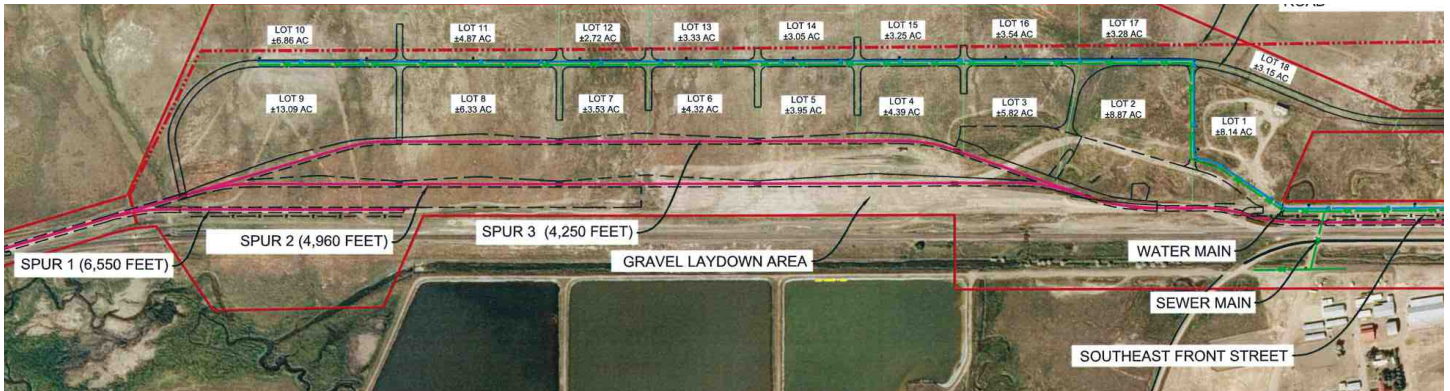 ROAD
LOT 10
±6.86 AC
LOT 11
±4.87 AC
LOT 12
±2.72 AC
LOT 13
±3.33 AC
LOT 14
±3.05 AC
LOT 15
±3.25 AC
LOT 16
±3.54 AC
LOT 17
±3.28 AC
LOT 18
±3.15 AC
LOT 9
±13.09 AC
LOT 8
±6.33 AC
LOT 7
±3.53 AC
LOT 6
±4.32 AC
LOT 5
±3.95 AC
LOT 4
±4.39 AC
LOT 3
±5.82 AC
LOT 2
±8.87 AC
LOT 1
±8.14 AC
SPUR 1 (6,550 FEET)
SPUR 2 (4,960 FEET)
SPUR 3 (4,250 FEET)
GRAVEL LAYDOWN AREA
WATER MAIN
SEWER MAIN
SOUTHEAST FRONT STREET